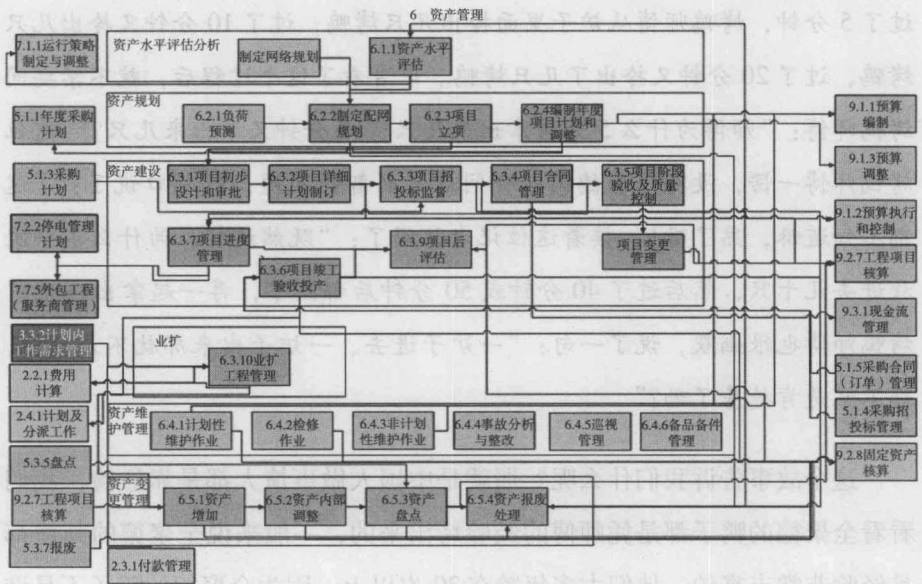 6 资产管理
7.1.1运行策略
制定与调整
资产水平评估分析
制定网络规划
6.1.1资产水平
评估
资产规划
5.1.1年度采购
计划
6.2.1负荷
预测
6.2.2制定配网
规划
6.2.3项目
立项
6.2.4编制年度
项目计划和
调整
9.1.1预算
编制
9.1.3预算
调整
资产建设
5.1.3采购
计划
6.3.1项目初步
设计和审批
6.3.2项目详细
计划制订
6.3.3项目招
投标监督
6.3.4项目合同
管理
6.3.5项目阶段
验收及质量
控制
9.1.2预算执行
和控制
7.2.2停电管理
计划
6.3.7项目进度
管理
6.3.9项目后
评估
项目变更
管理
9.2.7工程项目
核算
6.3.6项目竣工
验收投产
7.7.5外包工程
（服务商管理）
9.3.1现金流
管理
3.3.2计划内
工作需求管理
业扩
6.3.10业扩
工程管理
2.2.1费用
计算
5.1.5采购合同
（订单）管理
2.4.1计划及
分派工作
资产维
护管理
6.4.1计划性
维护作业
6.4.2检修
作业
6.4.3非计划
性维护作业
6.4.4事故分析
与整改
6.4.5巡视
管理
6.4.6备品备件
管理
5.1.4采购招
投标管理
5.3.5盘点
9.2.8固定资产
核算
资产变
更管理
9.2.7工程项目
核算
6.5.1资产
增加
6.5.2资产内部
调整
6.5.3资产
盘点
6.5.4资产报废
处理
5.3.7报废
2.3.1付款管理